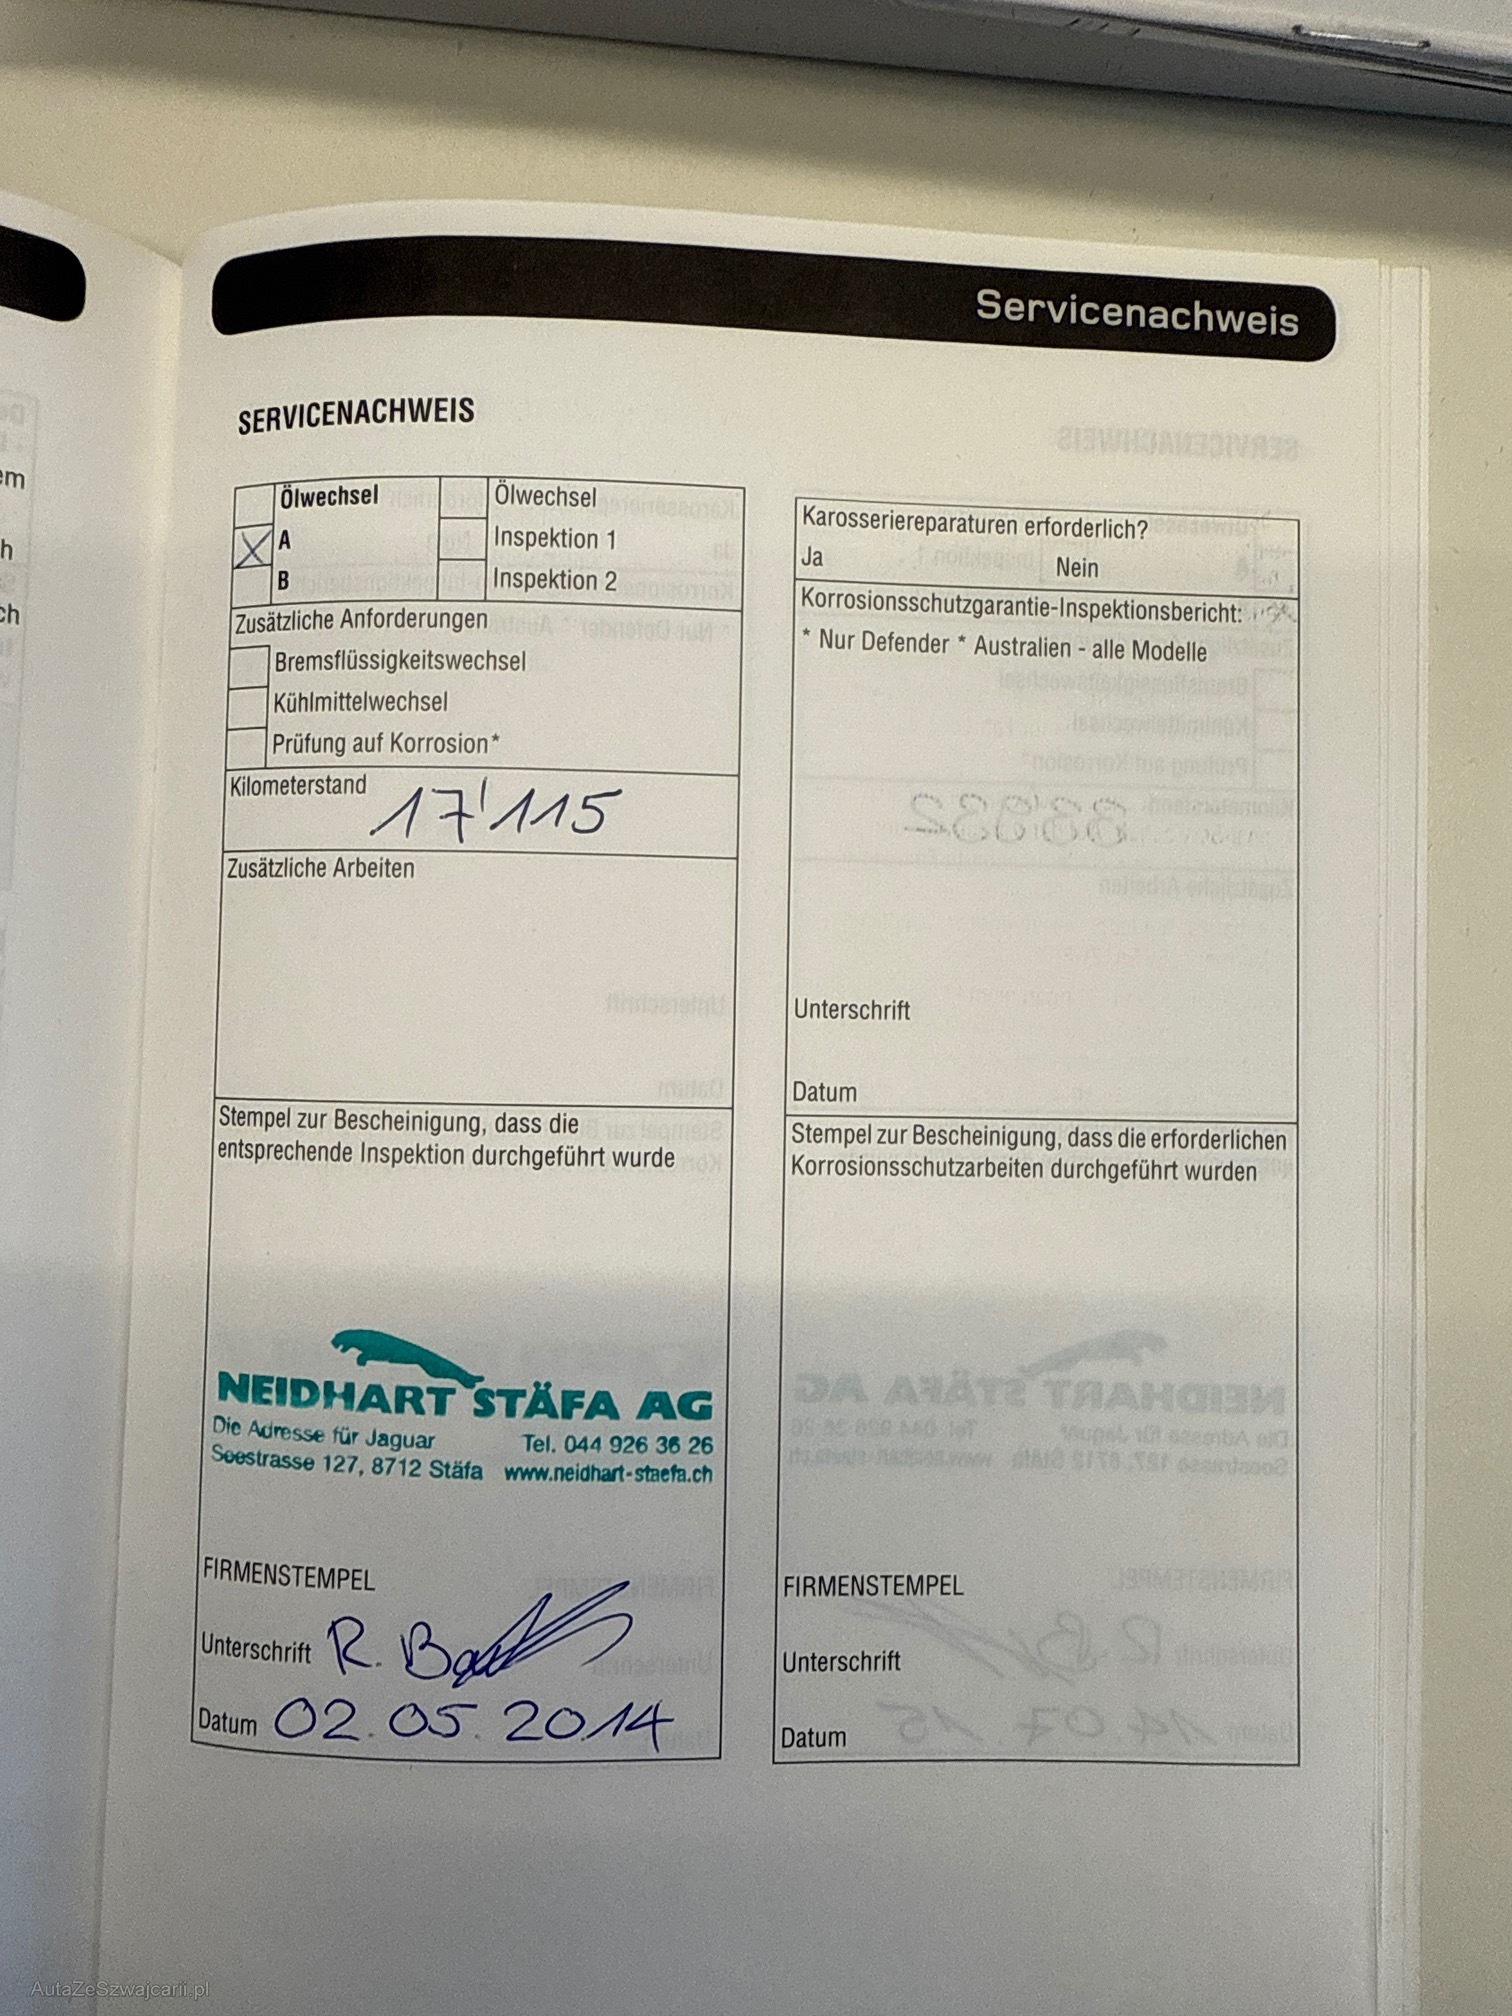 Servicenachweis
SERVICENACHWEIS
Ölwechsel
A
B
Ölwechsel
Inspektion 1
Inspektion 2
Zusätzliche Anforderungen
Bremsflüssigkeitswechsel
Kühlmittelwechsel
Prüfung auf Korrosion*
Kilometerstand 17'115
Zusätzliche Arbeiten
Stempel zur Bescheinigung, dass die
entsprechende Inspektion durchgeführt wurde
NEIDHART STÄFA AG
Die Adresse für Jaguar Tel. 044 926 36 26
Seestrasse 127, 8712 Stäfa www.neidhart-staefa.ch
FIRMENSTEMPEL
Unterschrift R.
Datum 02.05.2014
Karosseriereparaturen erforderlich?
Ja Nein
Korrosionsschutzgarantie-Inspektionsbericht:
* Nur Defender * Australien - alle Modelle
Unterschrift
Datum
Stempel zur Bescheinigung, dass die erforderlichen
Korrosionsschutzarbeiten durchgeführt wurden
FIRMENSTEMPEL
Unterschrift
Datum
em
h
ch
AutaZeSzwajcarii.pl